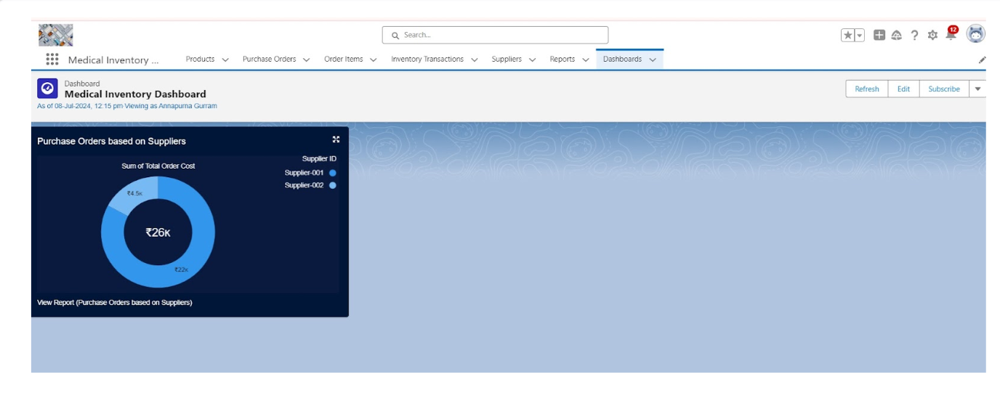 Search...
12
Medical Inventory ...
Products
Purchase Orders
Order Items
Inventory Transactions
Suppliers
Reports
Dashboards
Dashboard
Medical Inventory Dashboard
As of 08-Jul-2024, 12:15 pm·Viewing as Annapurna Gurram
Refresh
Edit
Subscribe
Purchase Orders based on Suppliers
Sum of Total Order Cost
Supplier ID
Supplier-001
Supplier-002
₹4.5K
₹26K
₹22K
View Report (Purchase Orders based on Suppliers)